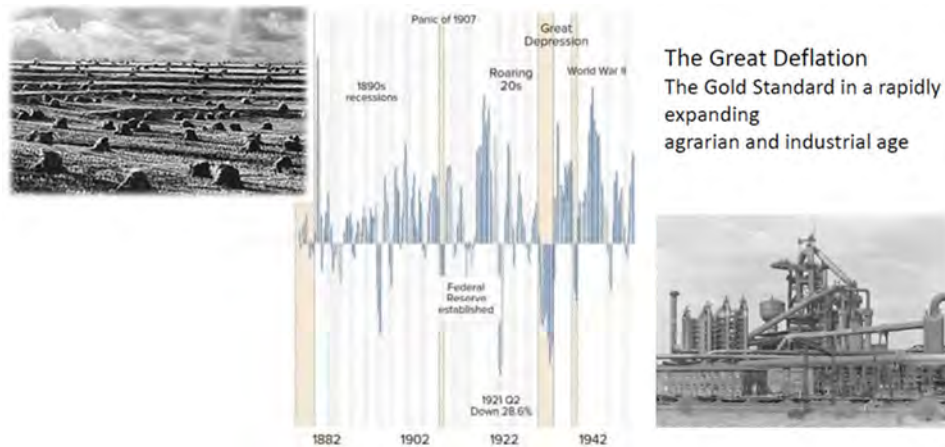 Panic of 1907
Great
Depression
1890s
recessions
Roaring
20s
World War II
Federal
Reserve
established
1921 Q2
Down 28.6%
1882
1902
1922
1942
The Great Deflation
The Gold Standard in a rapidly
expanding
agrarian and industrial age